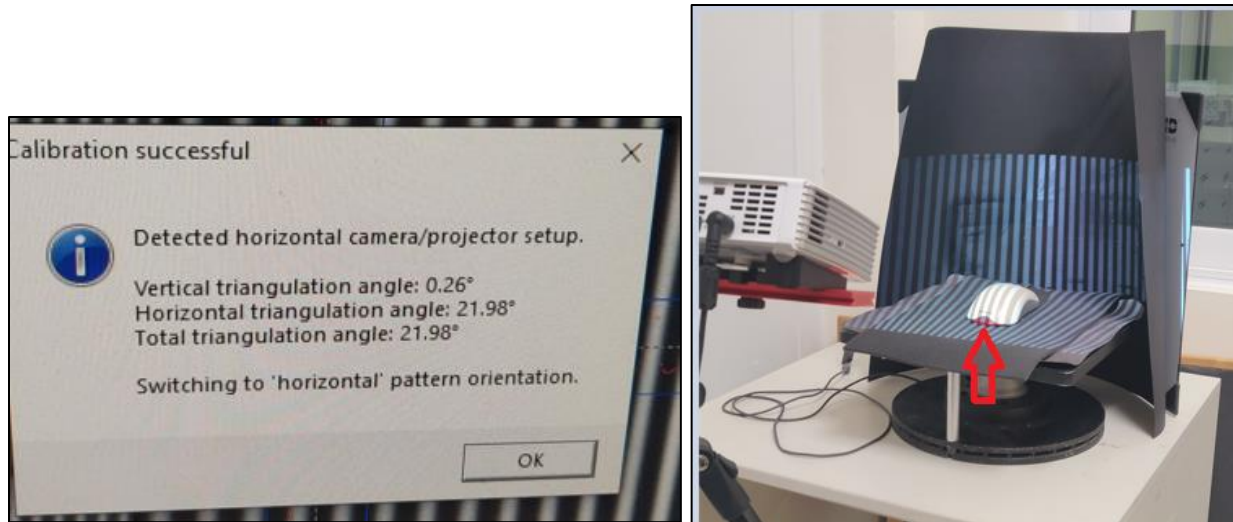 Calibration successful
Detected horizontal camera/projector setup.
Vertical triangulation angle: 0.26°
Horizontal triangulation angle: 21.98°
Total triangulation angle: 21.98°
Switching to 'horizontal' pattern orientation.
OK